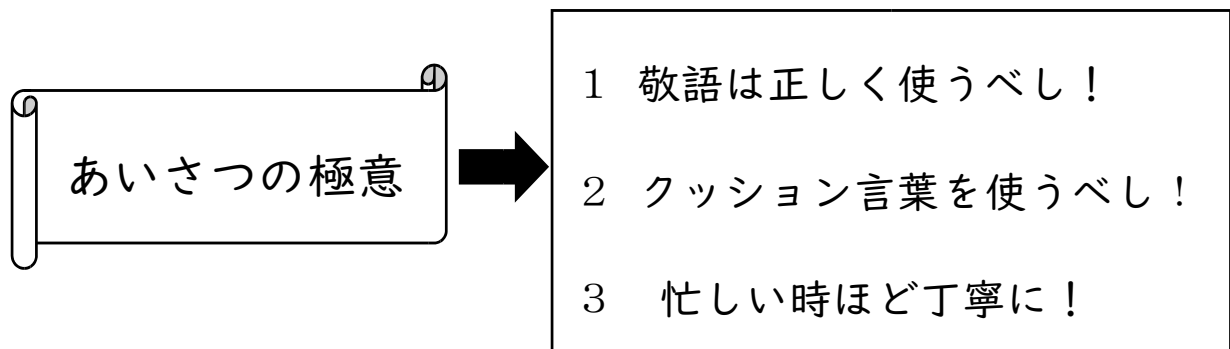 あいさつの極意
1 敬語は正しく使うべし！
2 クッション言葉を使うべし！
3 忙しい時ほど丁寧に！